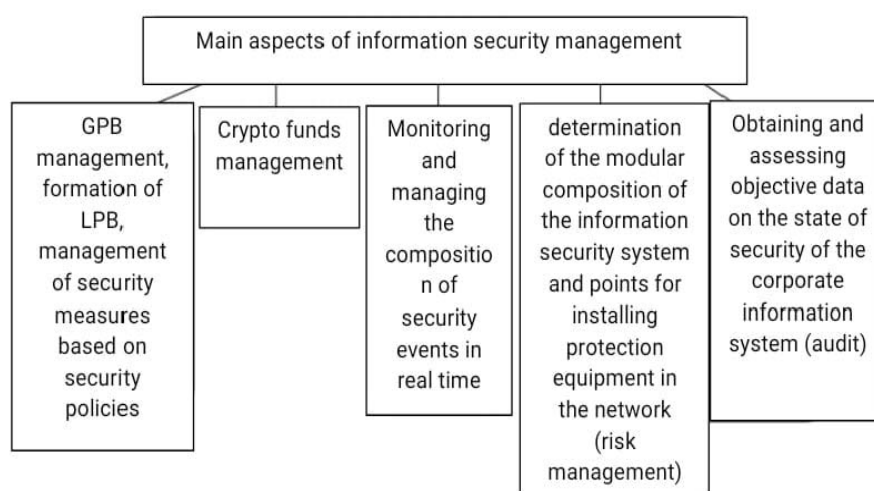 Main aspects of information security management
GPB
management,
formation of
LPB,
management
of security
measures
based on
security
policies
Crypto funds
management
Monitoring
and
managing
the
compositio
n of
security
events in
real time
determination
of the modular
composition of
the information
security system
and points for
installing
protection
equipment in
the network
(risk
management)
Obtaining and
assessing
objective data
on the state of
security of the
corporate
information
system (audit)